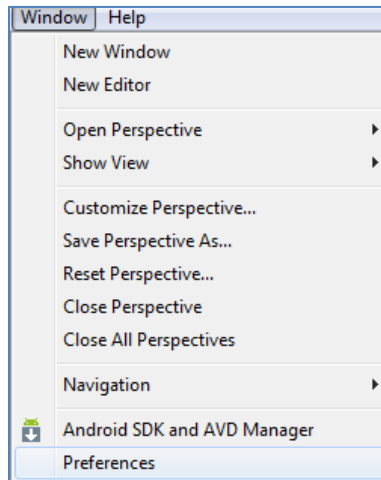 Window Help
New Window
New Editor
Open Perspective
Show View
Customize Perspective...
Save Perspective As...
Reset Perspective...
Close Perspective
Close All Perspectives
Navigation
Android SDK and AVD Manager
Preferences